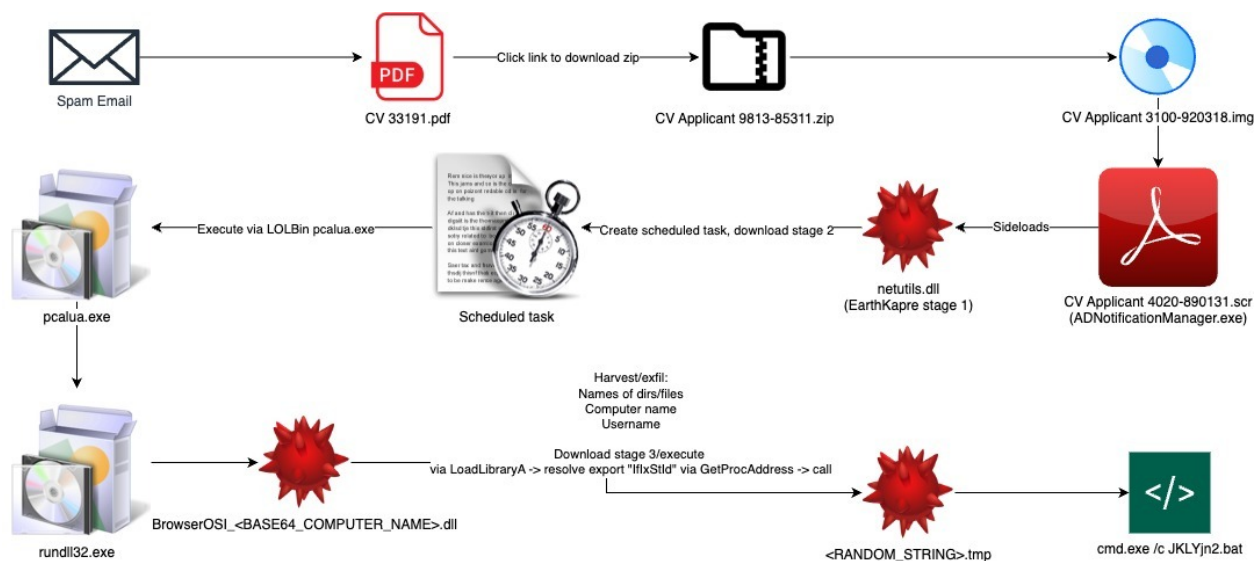 Spam Email
PDF
CV 33191.pdf
Click link to download zip
CV Applicant 9813-85311.zip
CV Applicant 3100-920318.img
Sideloads
CV Applicant 4020-890131.scr
(ADNotificationManager.exe)
netutils.dll
(EarthKapre stage 1)
Create scheduled task, download stage 2
Scheduled task
Execute via LOLBin pcalua.exe
pcalua.exe
rundll32.exe
BrowserOSI_<BASE64_COMPUTER_NAME>.dll
Harvest/exfil:
Names of dirs/files
Computer name
Username
Download stage 3/execute
via LoadLibraryA -> resolve export "IfIxStId" via GetProcAddress -> call
<RANDOM_STRING>.tmp
</>
cmd.exe /c JKLYjn2.bat